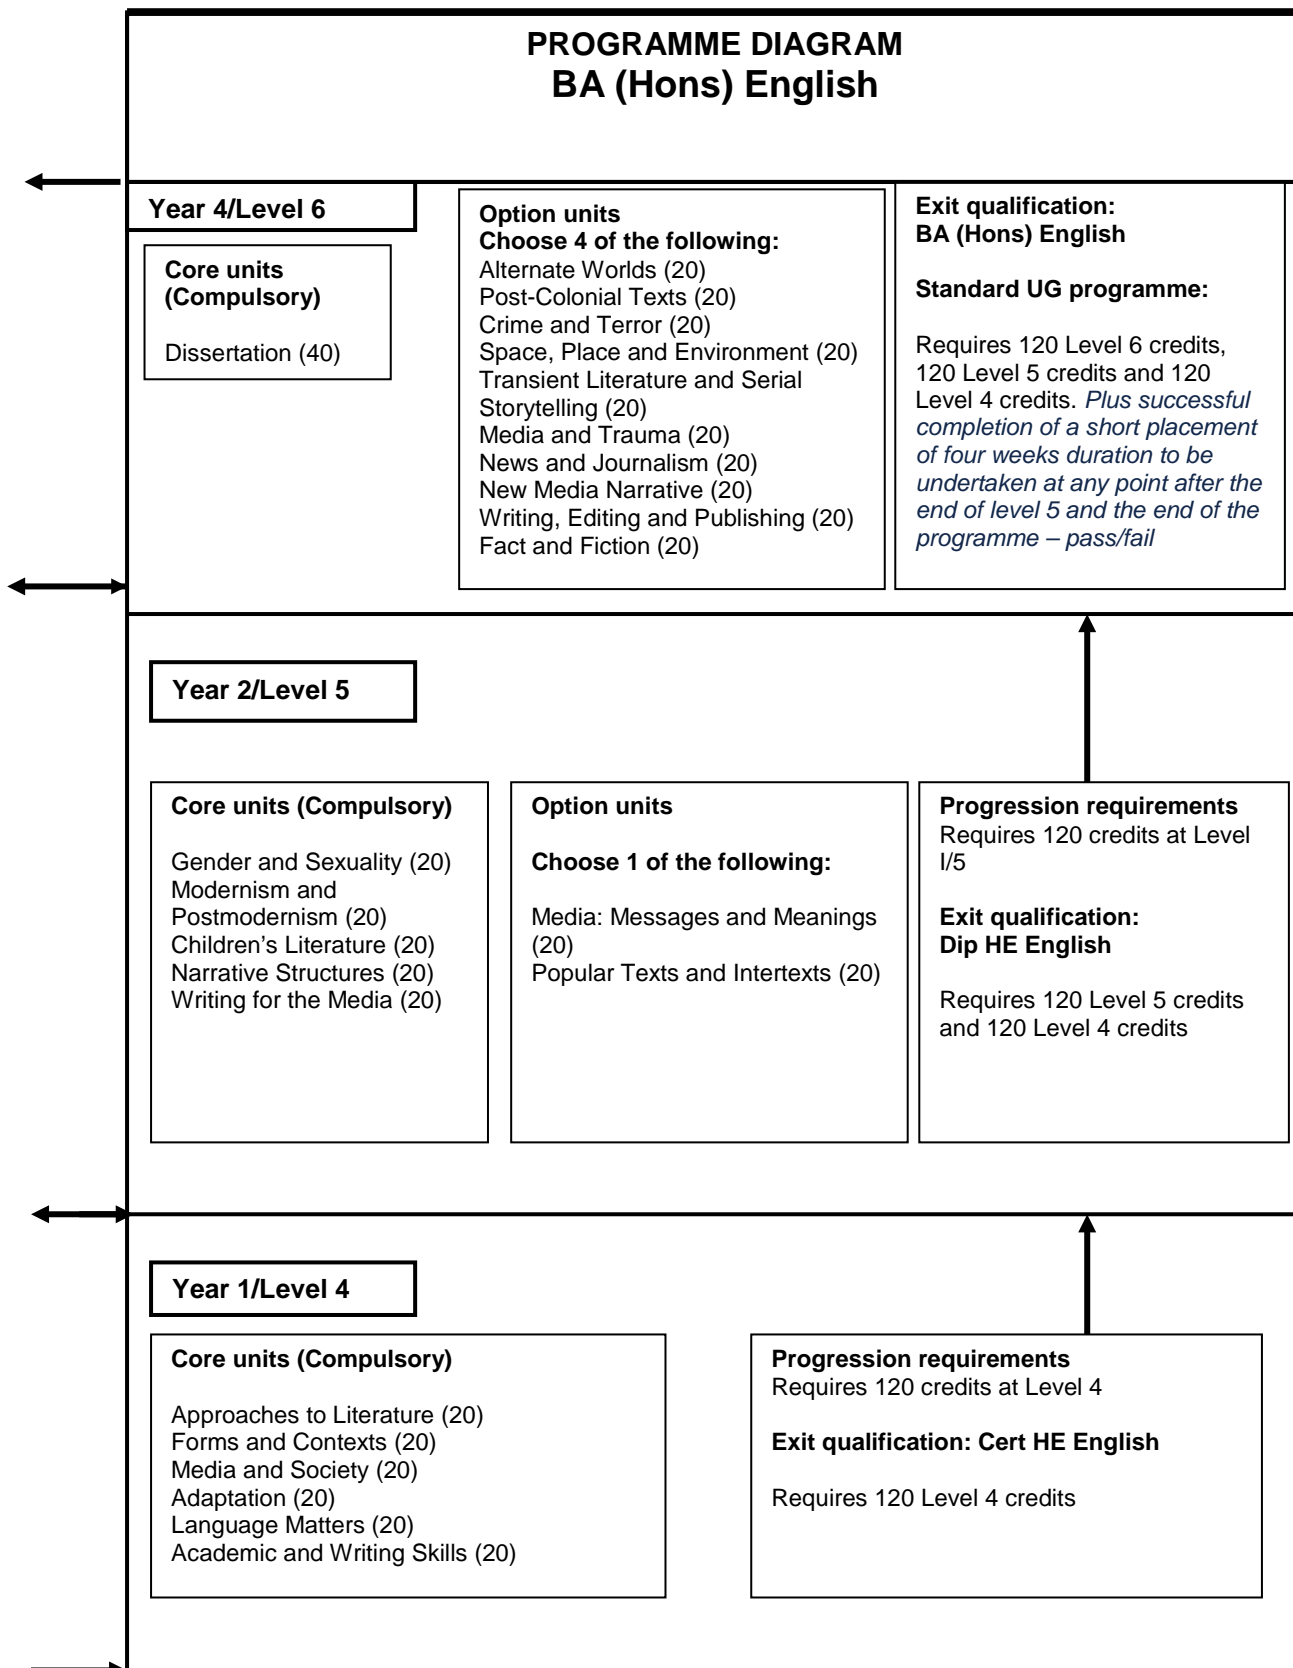 PROGRAMME DIAGRAM
BA (Hons) English
Year 4/Level 6
Core units
(Compulsory)
Dissertation (40)
Option units
Choose 4 of the following:
Alternate Worlds (20)
Post-Colonial Texts (20)
Crime and Terror (20)
Space, Place and Environment (20)
Transient Literature and Serial
Storytelling (20)
Media and Trauma (20)
News and Journalism (20)
New Media Narrative (20)
Writing, Editing and Publishing (20)
Fact and Fiction (20)
Exit qualification:
BA (Hons) English
Standard UG programme:
Requires 120 Level 6 credits,
120 Level 5 credits and 120
Level 4 credits. Plus successful
completion of a short placement
of four weeks duration to be
undertaken at any point after the
end of level 5 and the end of the
programme – pass/fail
Year 2/Level 5
Core units (Compulsory)
Gender and Sexuality (20)
Modernism and
Postmodernism (20)
Children’s Literature (20)
Narrative Structures (20)
Writing for the Media (20)
Option units
Choose 1 of the following:
Media: Messages and Meanings
(20)
Popular Texts and Intertexts (20)
Progression requirements
Requires 120 credits at Level
I/5
Exit qualification:
Dip HE English
Requires 120 Level 5 credits
and 120 Level 4 credits
Year 1/Level 4
Core units (Compulsory)
Approaches to Literature (20)
Forms and Contexts (20)
Media and Society (20)
Adaptation (20)
Language Matters (20)
Academic and Writing Skills (20)
Progression requirements
Requires 120 credits at Level 4
Exit qualification: Cert HE English
Requires 120 Level 4 credits